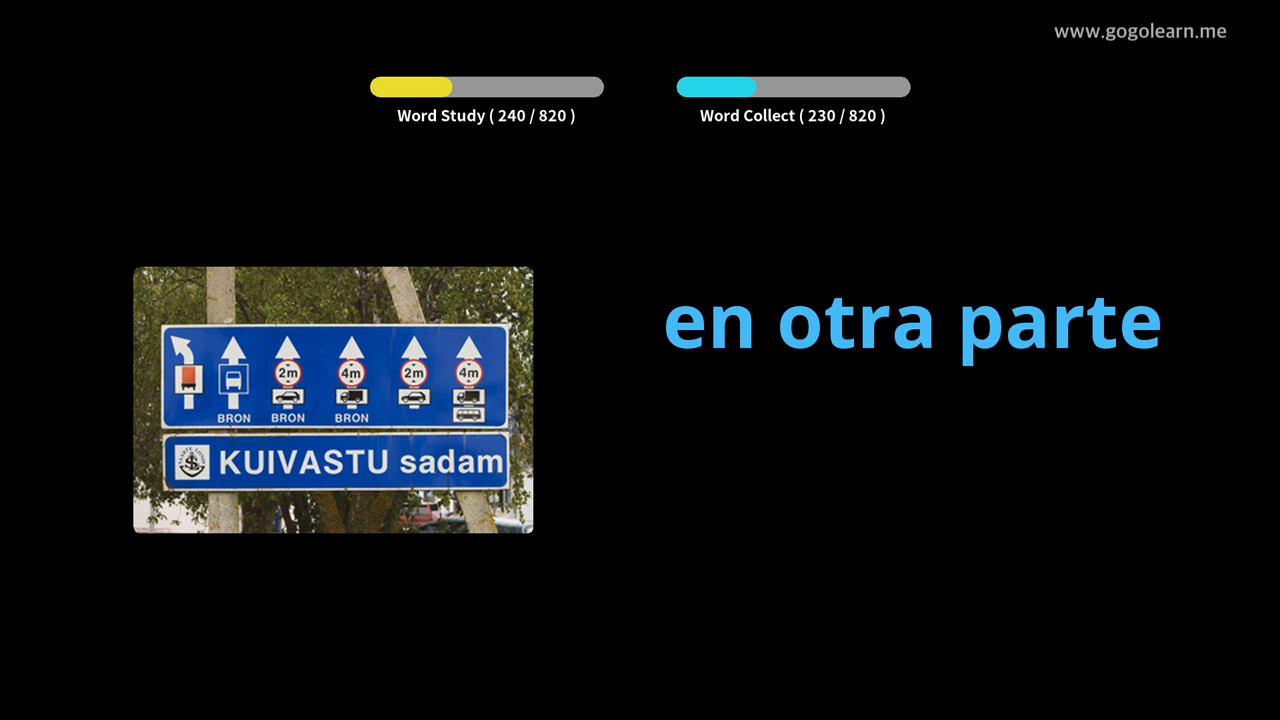 www.gogolearn.me
Word Study ( 240 / 820 )
Word Collect ( 230 / 820 )
en otra parte
2m
4m
2m
4m
BRON
BRON
BRON
KUIVASTU sadam